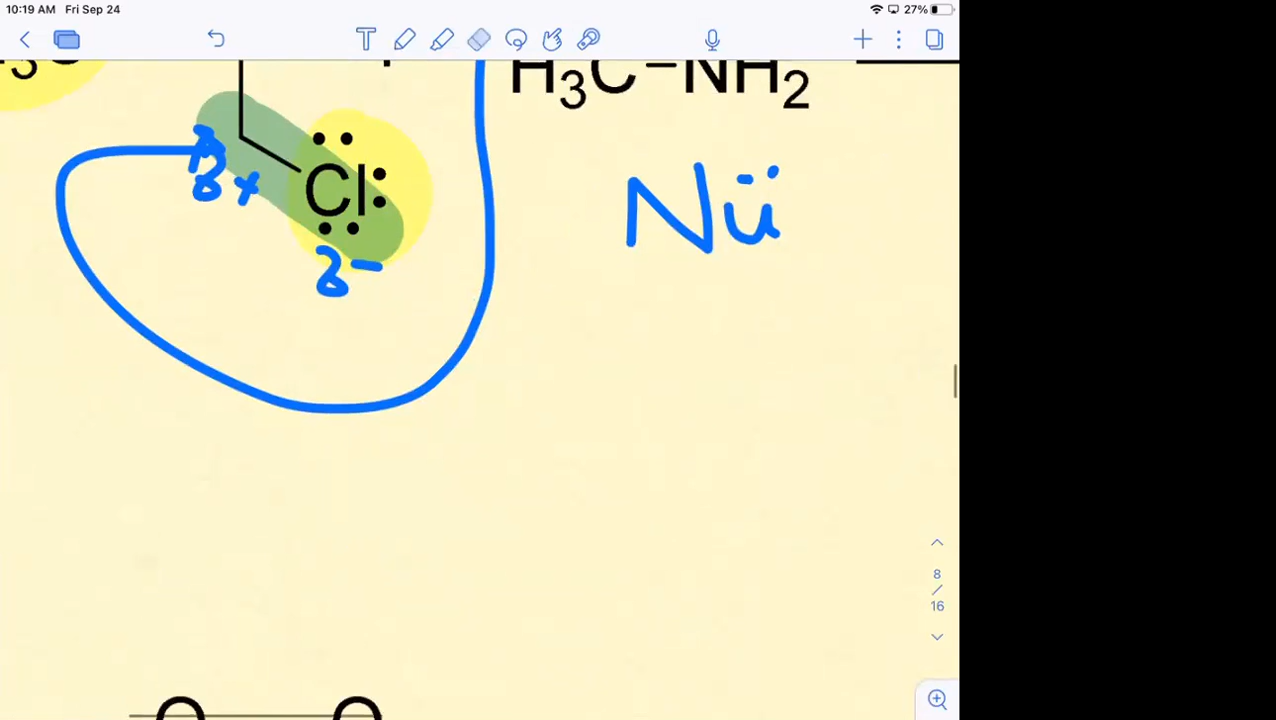 10:19 AM Fri Sep 24
27%
H₃C–NH₂
Cl
δ+
Nü
δ–
8
/
16